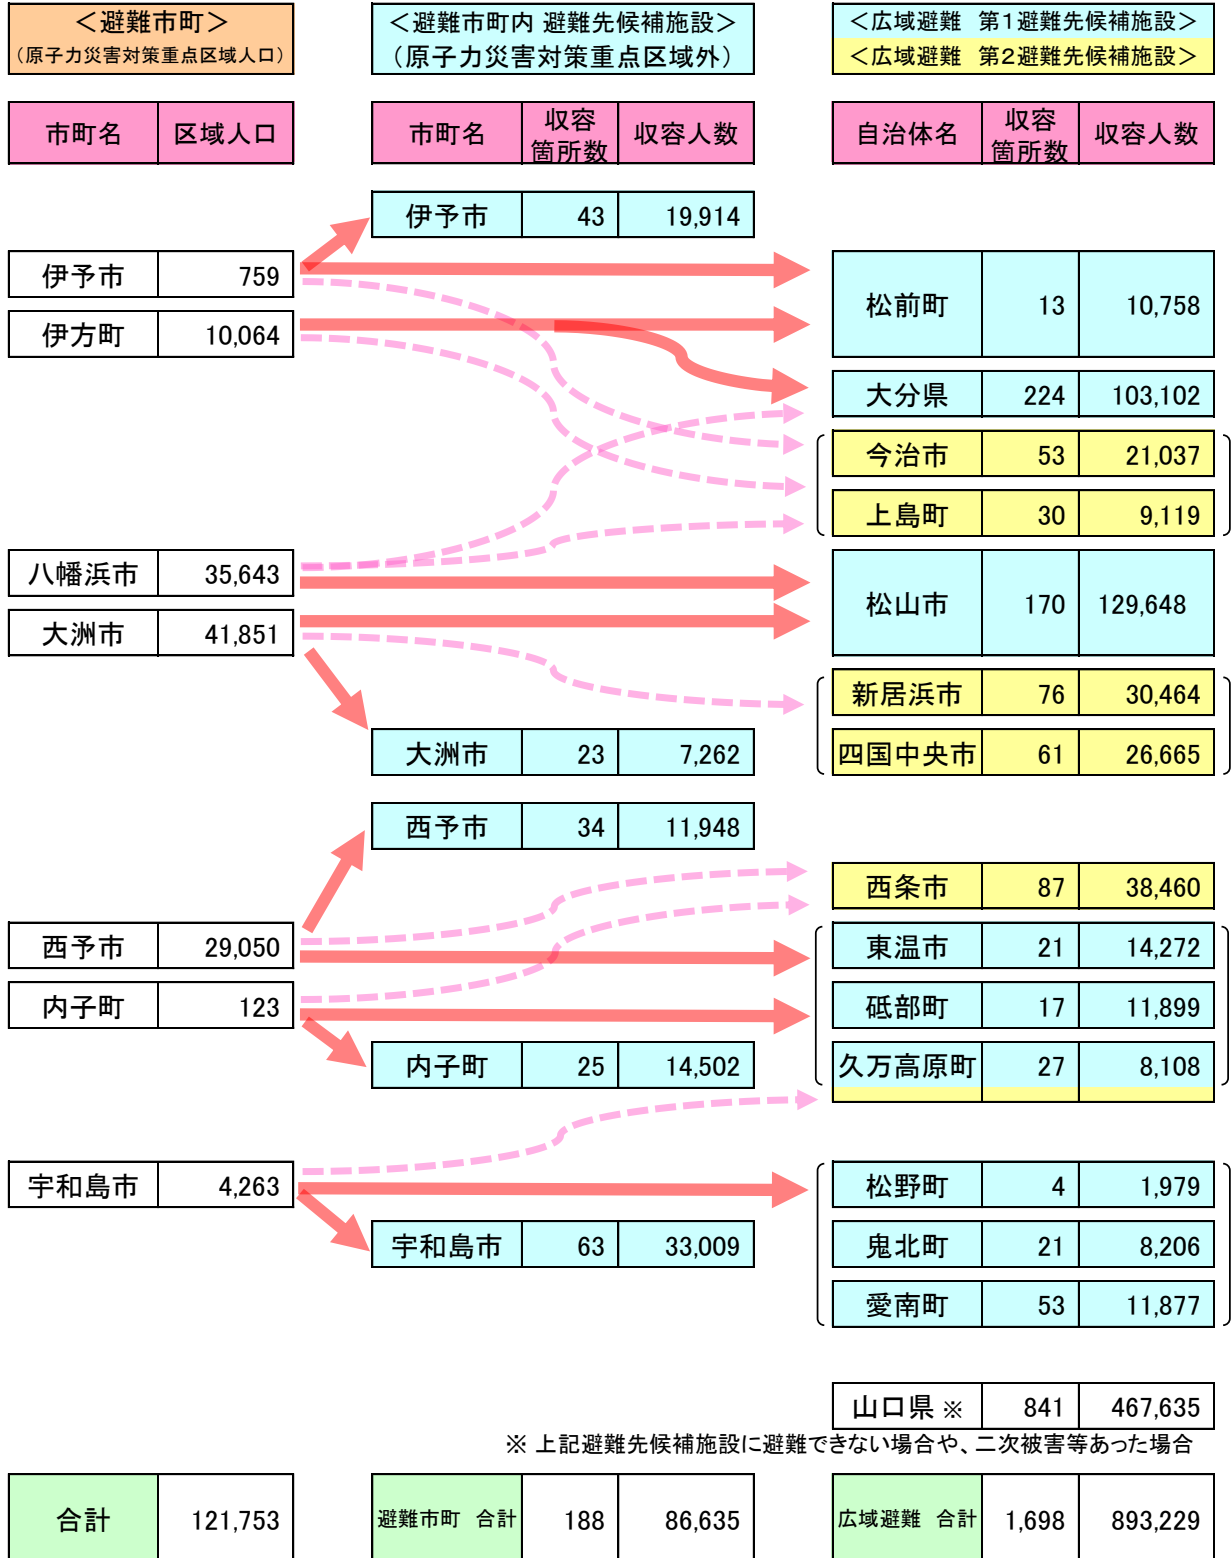 ＜避難市町＞
（原子力災害対策重点区域人口）
＜避難市町内 避難先候補施設＞
（原子力災害対策重点区域外）
＜広域避難　第１避難先候補施設＞
＜広域避難　第２避難先候補施設＞
市町名 区域人口
市町名 収容箇所数 収容人数
自治体名 収容箇所数 収容人数
伊予市 43 19,914
伊予市 759
伊方町 10,064
松前町 13 10,758
大分県 224 103,102
今治市 53 21,037
上島町 30 9,119
八幡浜市 35,643
大洲市 41,851
松山市 170 129,648
新居浜市 76 30,464
大洲市 23 7,262
四国中央市 61 26,665
西予市 34 11,948
西条市 87 38,460
西予市 29,050
東温市 21 14,272
内子町 123
砥部町 17 11,899
内子町 25 14,502
久万高原町 27 8,108
宇和島市 4,263
松野町 4 1,979
宇和島市 63 33,009
鬼北町 21 8,206
愛南町 53 11,877
山口県 ※ 841 467,635
※ 上記避難先候補施設に避難できない場合や、二次被害等あった場合
合計 121,753
避難市町　合計 188 86,635
広域避難　合計 1,698 893,229